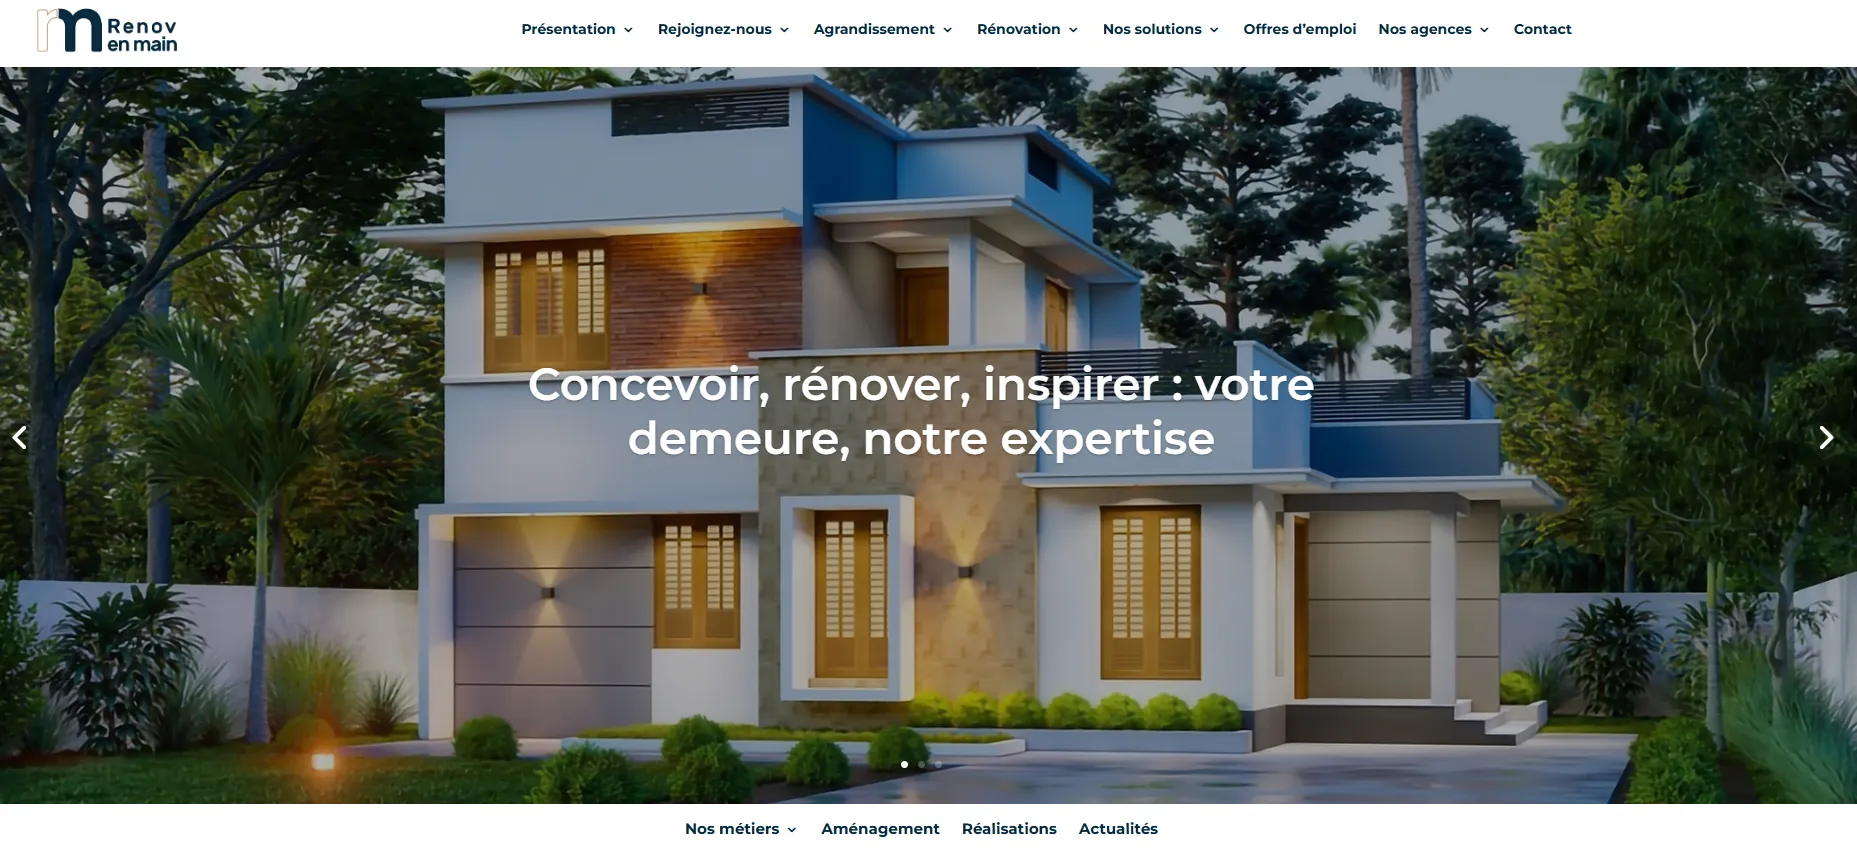 Renov
en main
Présentation
Rejoignez-nous
Agrandissement
Rénovation
Nos solutions
Offres d’emploi
Nos agences
Contact
Concevoir, rénover, inspirer : votre
demeure, notre expertise
Nos métiers
Aménagement
Réalisations
Actualités